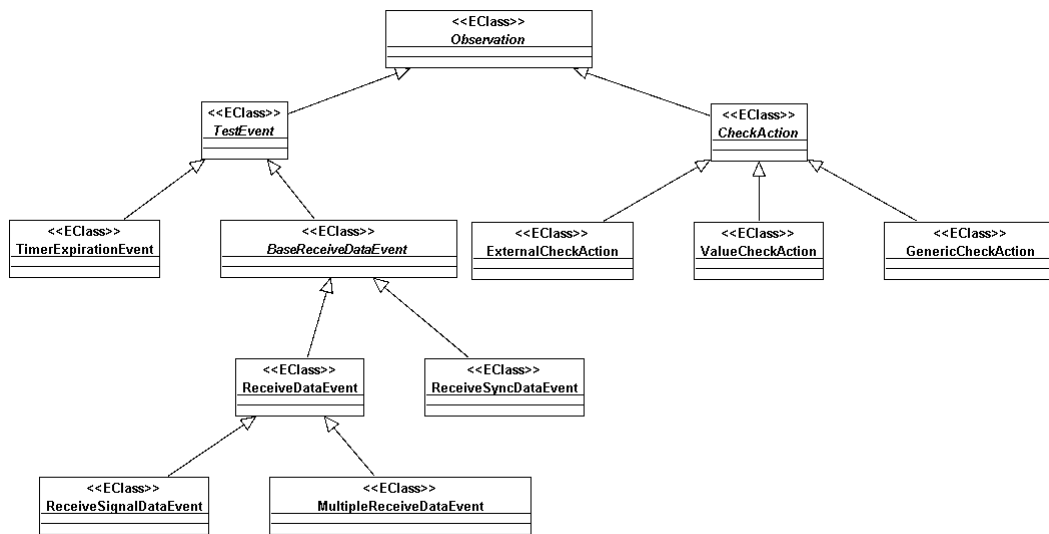 <<EClass>>
Observation
<<EClass>>
TestEvent
<<EClass>>
CheckAction
<<EClass>>
TimerExpirationEvent
<<EClass>>
BaseReceiveDataEvent
<<EClass>>
ExternalCheckAction
<<EClass>>
ValueCheckAction
<<EClass>>
GenericCheckAction
<<EClass>>
ReceiveDataEvent
<<EClass>>
ReceiveSyncDataEvent
<<EClass>>
ReceiveSignalDataEvent
<<EClass>>
MultipleReceiveDataEvent